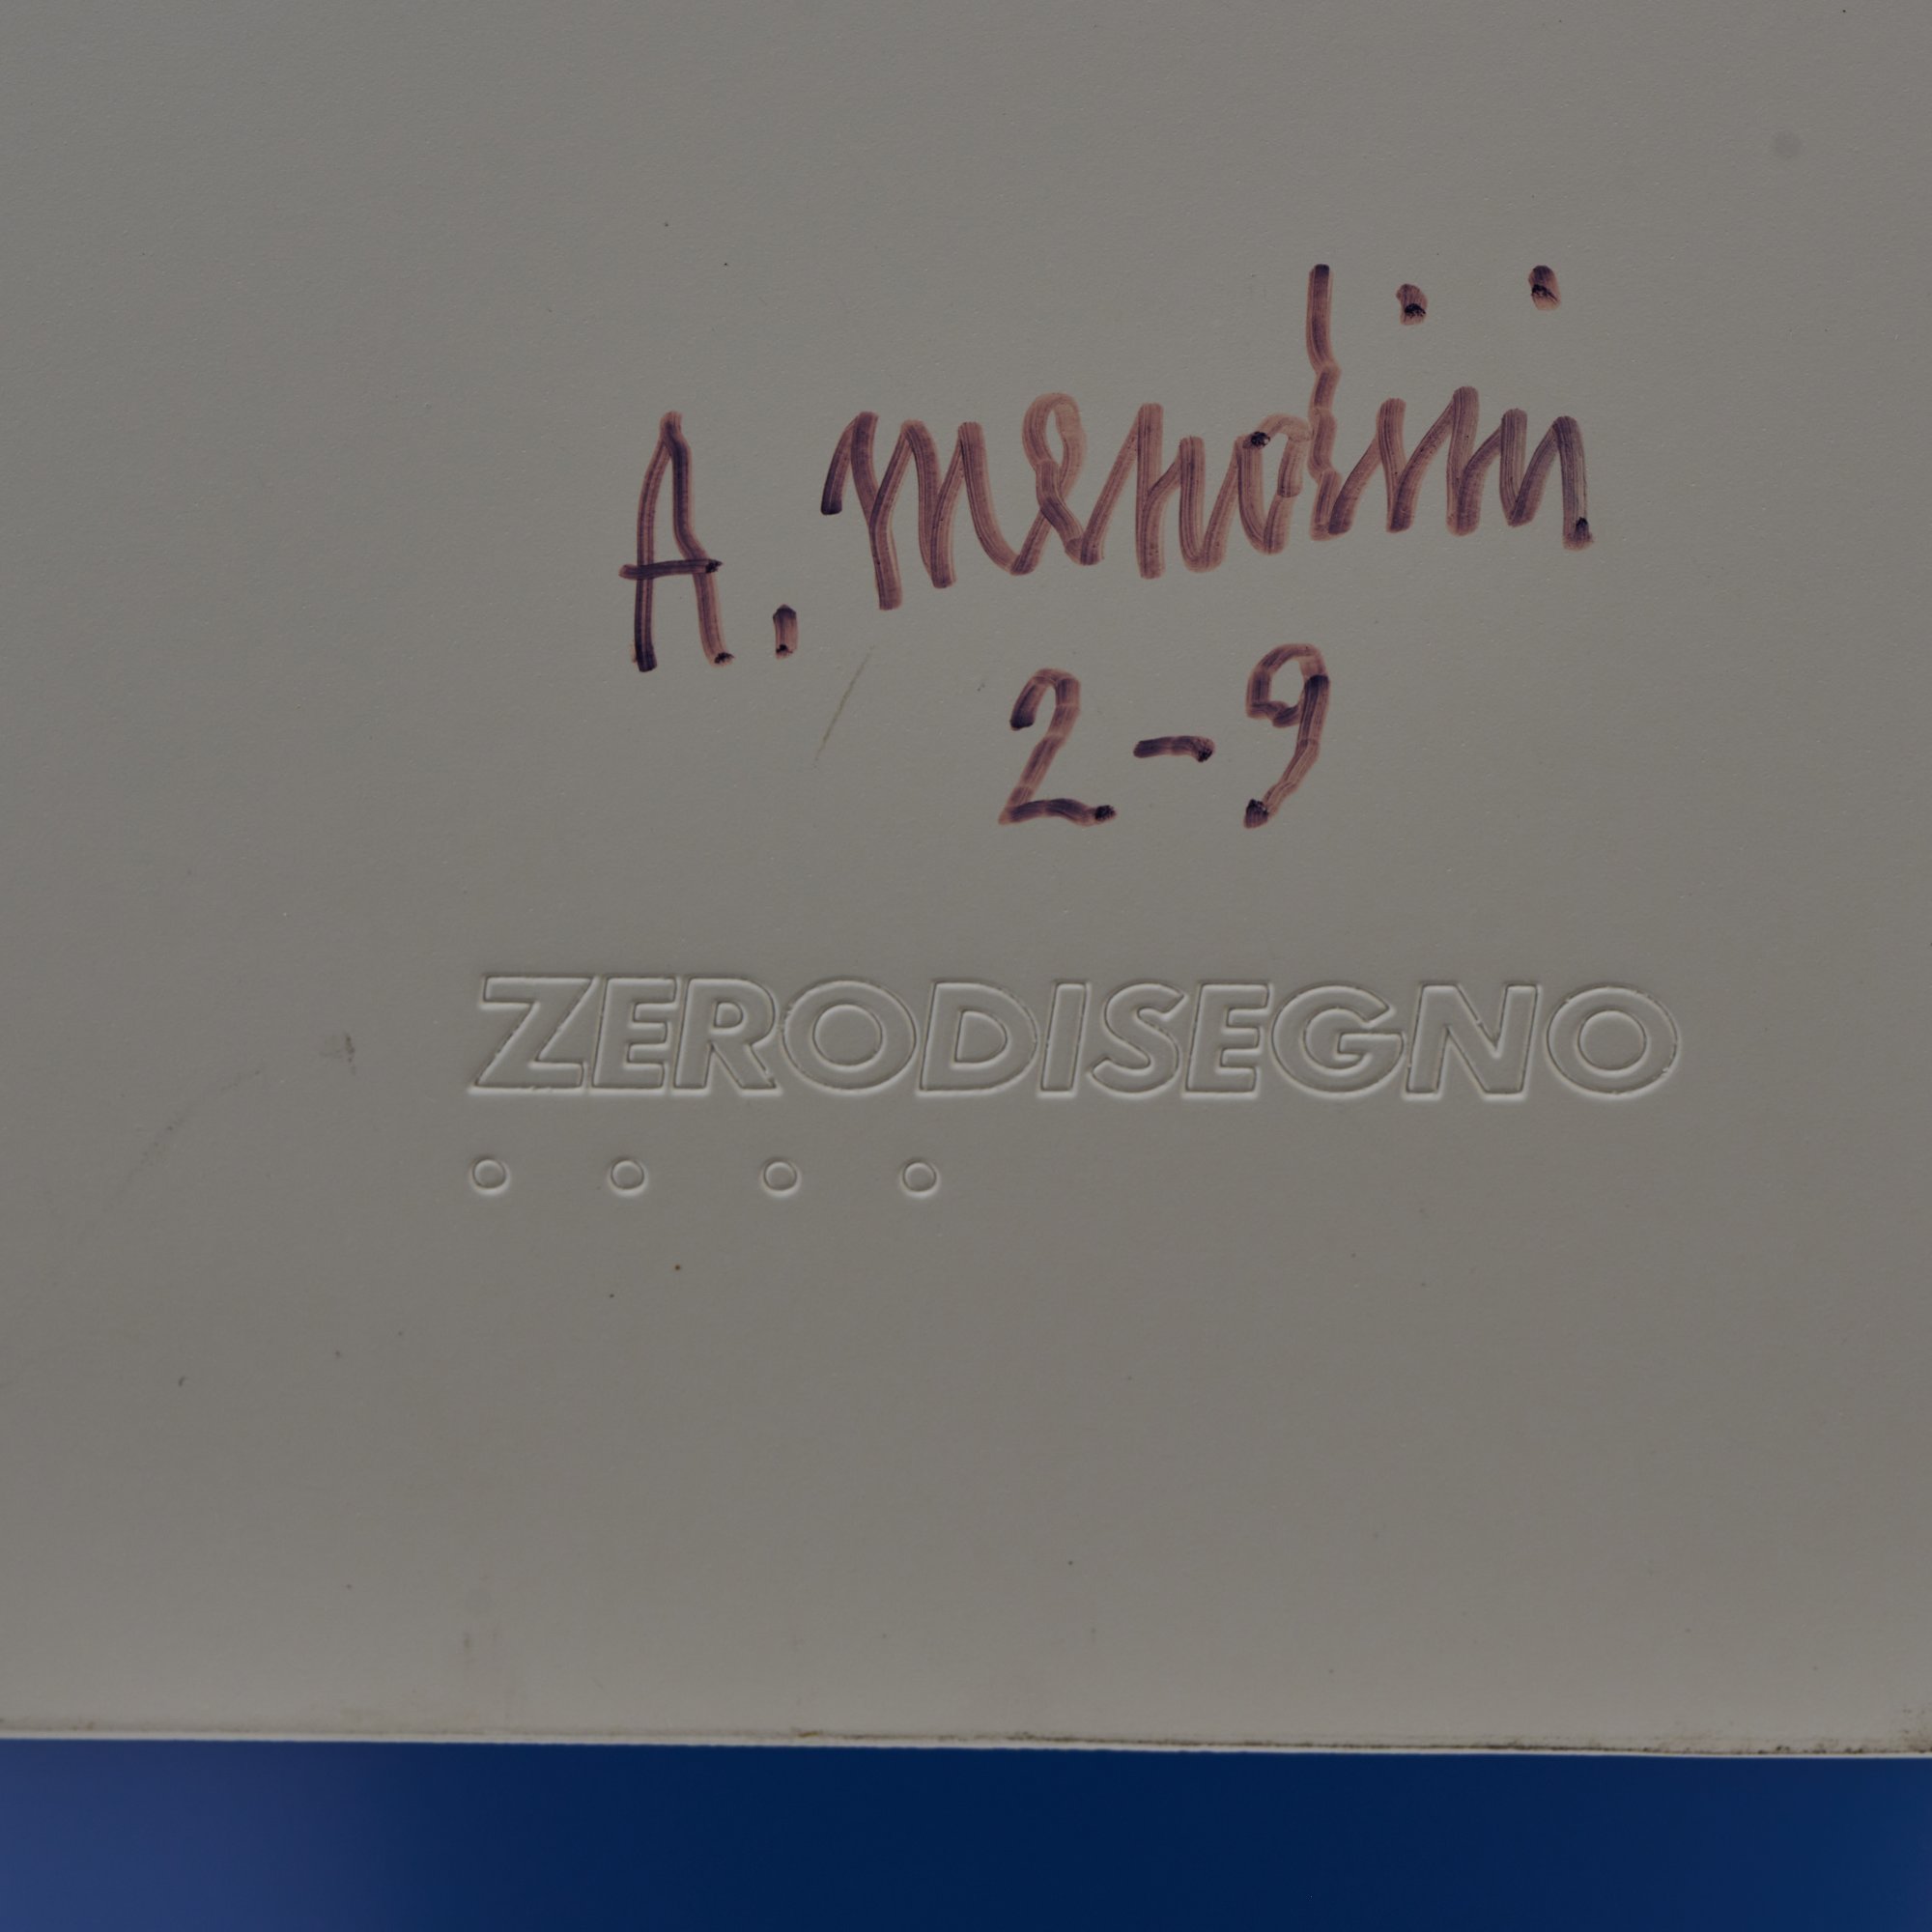 A. Mendini
2-9
ZERODISEGNO